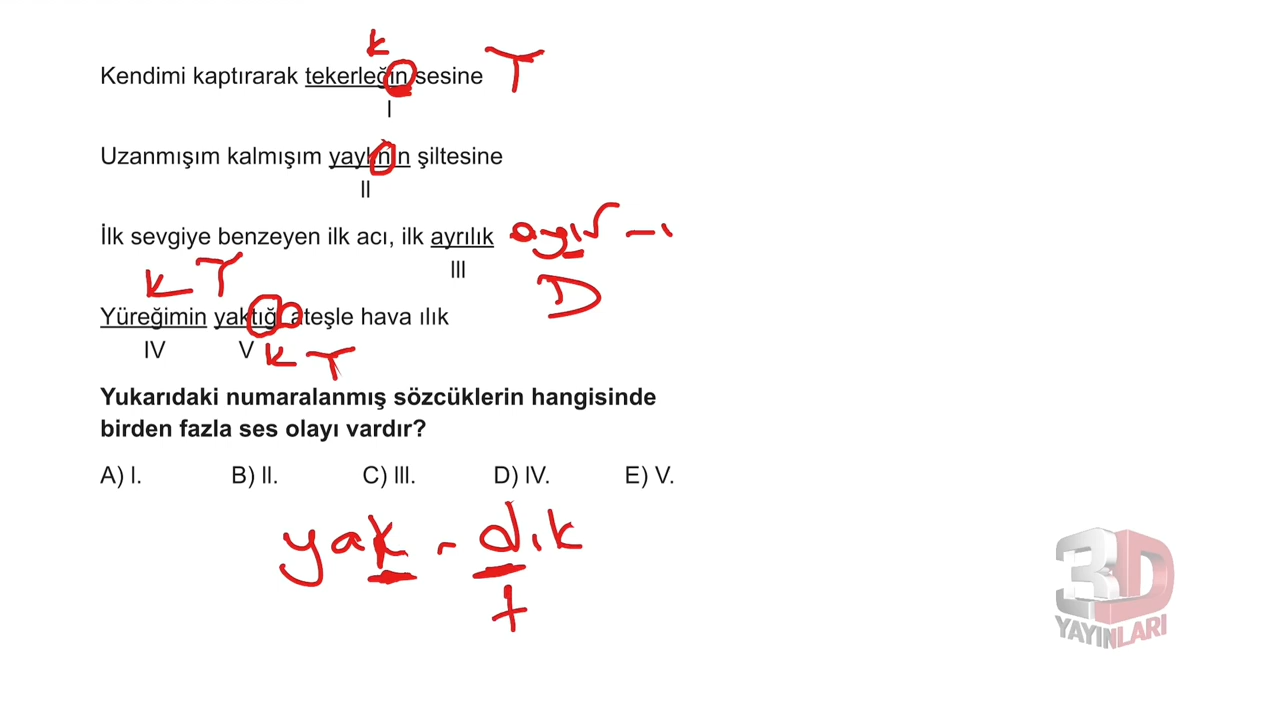 K
Kendimi kaptırarak tekerleğin sesine T
I
Uzanmışım kalmışım yaylının şiltesine
II
İlk sevgiye benzeyen ilk acı, ilk ayrılık ayır - ı
III D
K T
Yüreğimin yaktığı ateşle hava ılık
IV V K T
Yukarıdaki numaralanmış sözcüklerin hangisinde
birden fazla ses olayı vardır?
A) I. B) II. C) III. D) IV. E) V.
yak - dık
t
3D
YAYINLARI